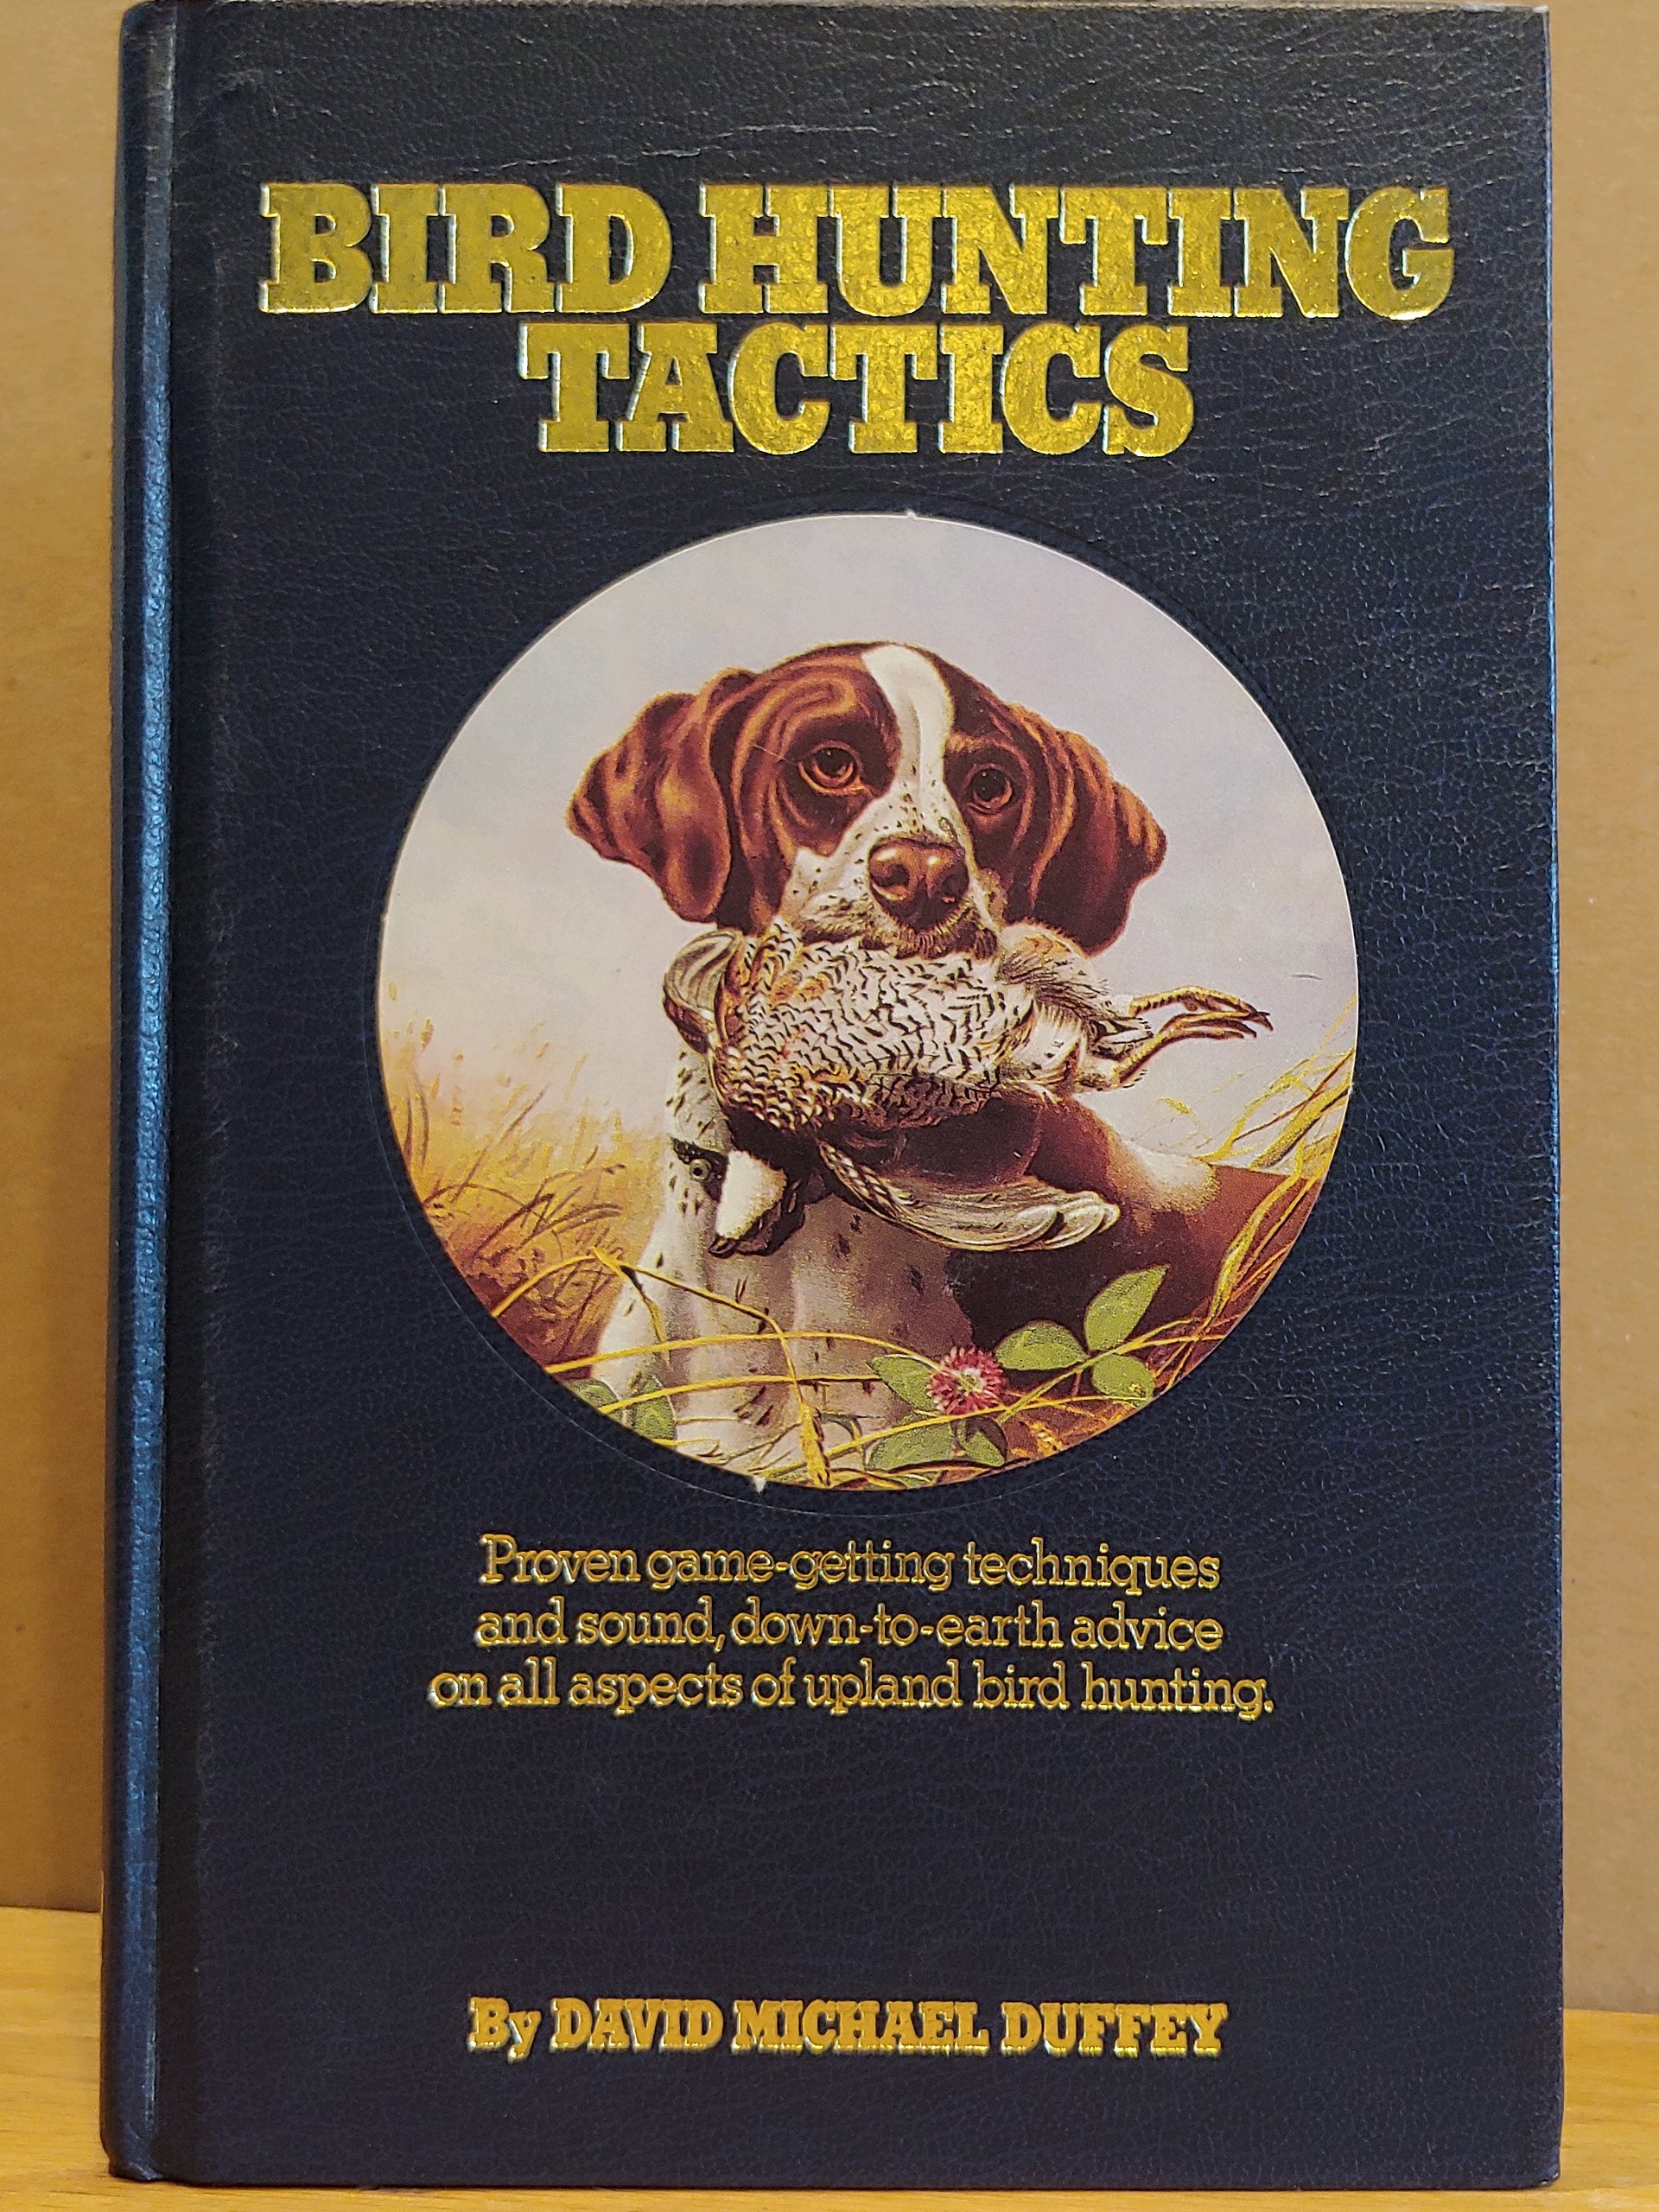 BIRD HUNTING
TACTICS
Proven game-getting techniques
and sound, down-to-earth advice
on all aspects of upland bird hunting.
By DAVID MICHAEL DUFFEY